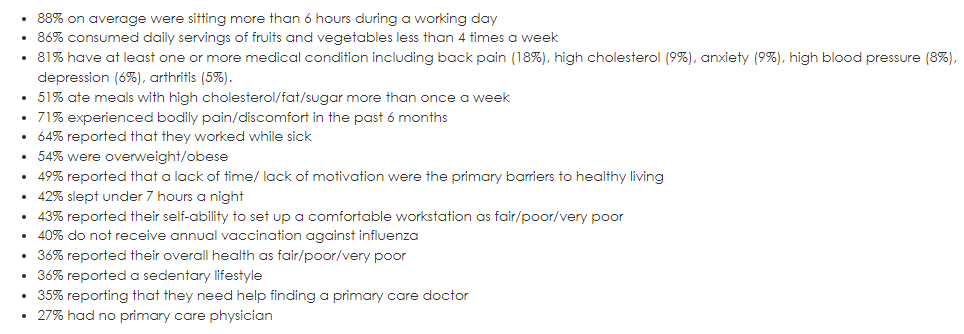 • 88% on average were sitting more than 6 hours during a working day
• 86% consumed daily servings of fruits and vegetables less than 4 times a week
• 81% have at least one or more medical condition including back pain (18%), high cholesterol (9%), anxiety (9%), high blood pressure (8%),
depression (6%), arthritis (5%).
• 51% ate meals with high cholesterol/fat/sugar more than once a week
• 71% experienced bodily pain/discomfort in the past 6 months
• 64% reported that they worked while sick
• 54% were overweight/obese
• 49% reported that a lack of time/ lack of motivation were the primary barriers to healthy living
• 42% slept under 7 hours a night
• 43% reported their self-ability to set up a comfortable workstation as fair/poor/very poor
• 40% do not receive annual vaccination against influenza
• 36% reported their overall health as fair/poor/very poor
• 36% reported a sedentary lifestyle
• 35% reporting that they need help finding a primary care doctor
• 27% had no primary care physician